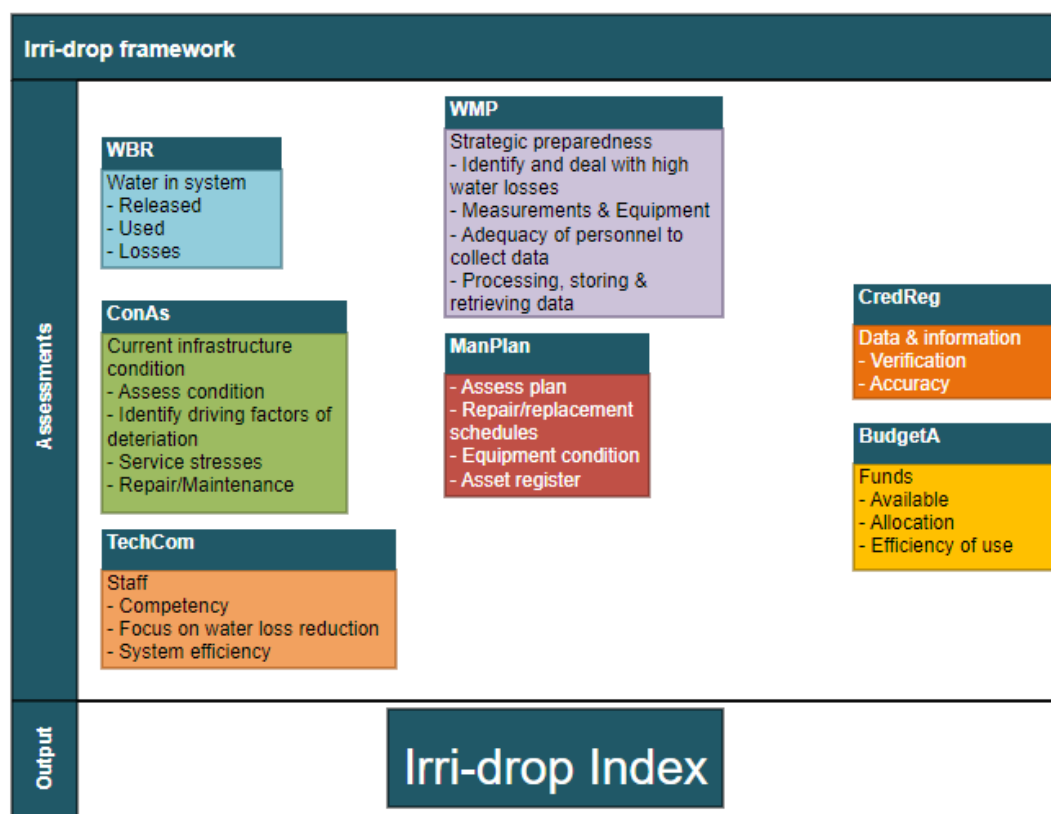 Irri-drop framework
Assessments
WBR
Water in system
- Released
- Used
- Losses
ConAs
Current infrastructure
condition
- Assess condition
- Identify driving factors of
deteriation
- Service stresses
- Repair/Maintenance
TechCom
Staff
- Competency
- Focus on water loss reduction
- System efficiency
WMP
Strategic preparedness
- Identify and deal with high
water losses
- Measurements & Equipment
- Adequacy of personnel to
collect data
- Processing, storing &
retrieving data
ManPlan
- Assess plan
- Repair/replacement
schedules
- Equipment condition
- Asset register
CredReg
Data & information
- Verification
- Accuracy
BudgetA
Funds
- Available
- Allocation
- Efficiency of use
Output
Irri-drop Index